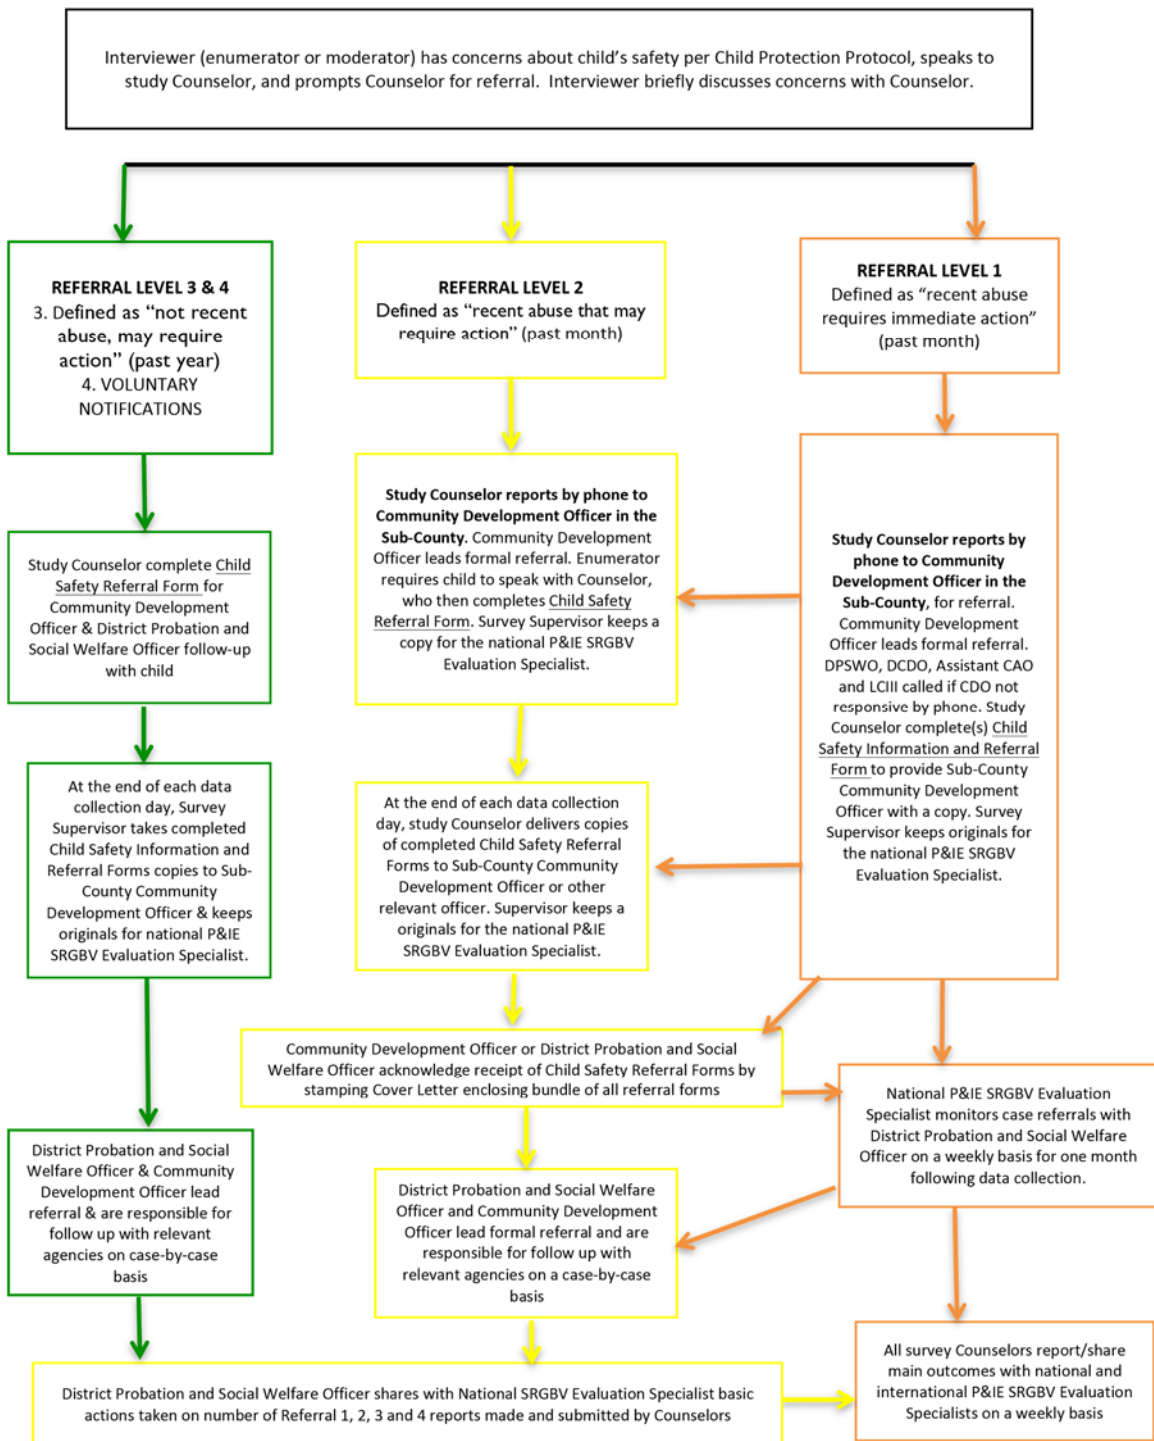 Interviewer (enumerator or moderator) has concerns about child's safety per Child Protection Protocol, speaks to
study Counselor, and prompts Counselor for referral.  Interviewer briefly discusses concerns with Counselor.
REFERRAL LEVEL 3 & 4
3. Defined as “not recent
abuse, may require
action” (past year)
4. VOLUNTARY
NOTIFICATIONS
REFERRAL LEVEL 2
Defined as “recent abuse that may
require action” (past month)
REFERRAL LEVEL 1
Defined as “recent abuse
requires immediate action”
(past month)
Study Counselor complete Child
Safety Referral Form for
Community Development
Officer & District Probation and
Social Welfare Officer follow-up
with child
Study Counselor reports by phone to
Community Development Officer in the
Sub-County. Community Development
Officer leads formal referral. Enumerator
requires child to speak with Counselor,
who then completes Child Safety
Referral Form. Survey Supervisor keeps a
copy for the national P&IE SRGBV
Evaluation Specialist.
Study Counselor reports by
phone to Community
Development Officer in the
Sub-County, for referral.
Community Development
Officer leads formal referral.
DPSWO, DCDO, Assistant CAO
and LCIII called if CDO not
responsive by phone. Study
Counselor complete(s) Child
Safety Information and Referral
Form to provide Sub-County
Community Development
Officer with a copy. Survey
Supervisor keeps originals for
the national P&IE SRGBV
Evaluation Specialist.
At the end of each data
collection day, Survey
Supervisor takes completed
Child Safety Information and
Referral Forms copies to Sub-
County Community
Development Officer & keeps
originals for national P&IE
SRGBV Evaluation Specialist.
At the end of each data collection
day, study Counselor delivers copies
of completed Child Safety Referral
Forms to Sub-County Community
Development Officer or other
relevant officer. Supervisor keeps a
originals for the national P&IE
SRGBV Evaluation Specialist.
Community Development Officer or District Probation and Social
Welfare Officer acknowledge receipt of Child Safety Referral Forms by
stamping Cover Letter enclosing bundle of all referral forms
National P&IE SRGBV Evaluation
Specialist monitors case referrals with
District Probation and Social Welfare
Officer on a weekly basis for one month
following data collection.
District Probation and Social
Welfare Officer & Community
Development Officer lead
referral & are responsible for
follow up with relevant
agencies on case-by-case
basis
District Probation and Social Welfare
Officer and Community Development
Officer lead formal referral and are
responsible for follow up with
relevant agencies on a case-by-case
basis
All survey Counselors report/share
main outcomes with national and
international P&IE SRGBV Evaluation
Specialists on a weekly basis
District Probation and Social Welfare Officer shares with National SRGBV Evaluation Specialist basic
actions taken on number of Referral 1, 2, 3 and 4 reports made and submitted by Counselors